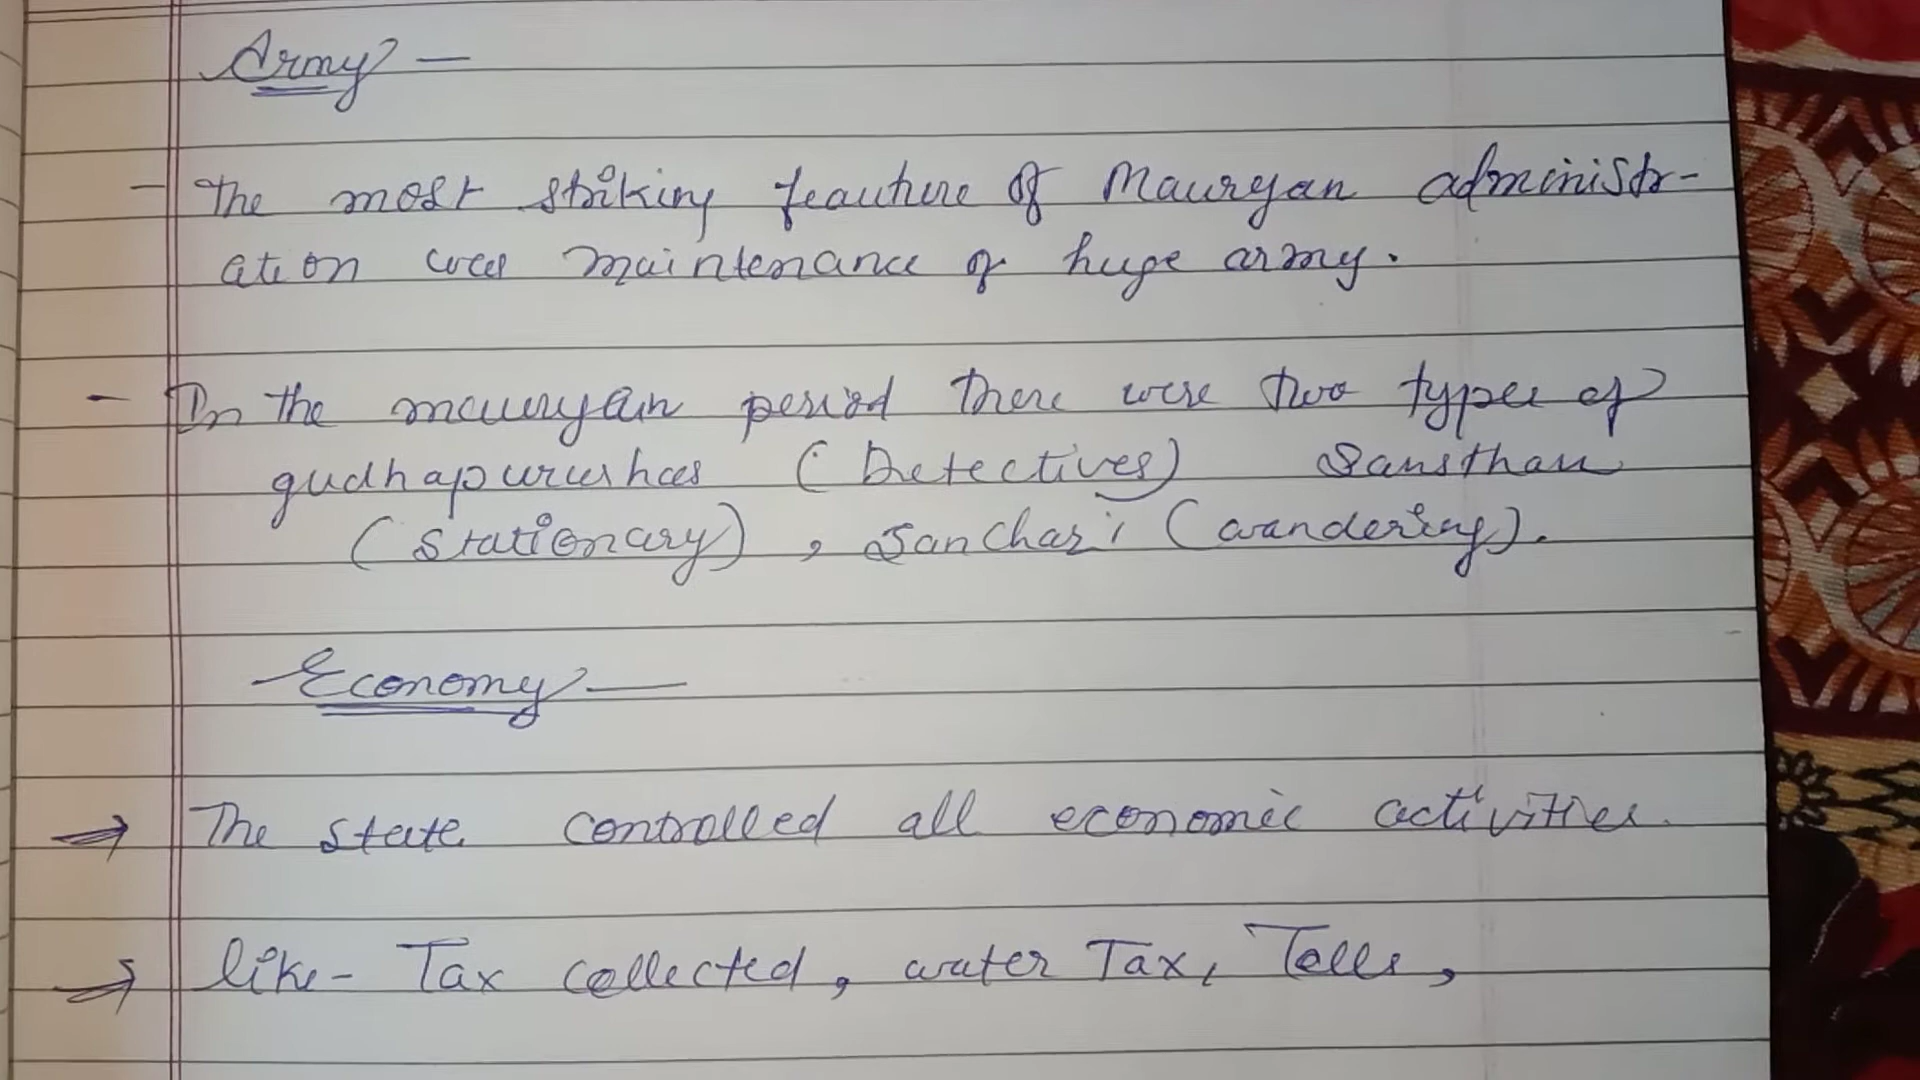 Army -
- The most striking feauture of Mauryan administr-
ation was maintenance of huge army.
- In the mauryan period there were two types of
gudhapurushas (Detectives) Sansthan
(Stationary), Sanchari (wandering).
Economy -
→ The state controlled all economic activities.
→ like - Tax collected, water Tax, Tolls,